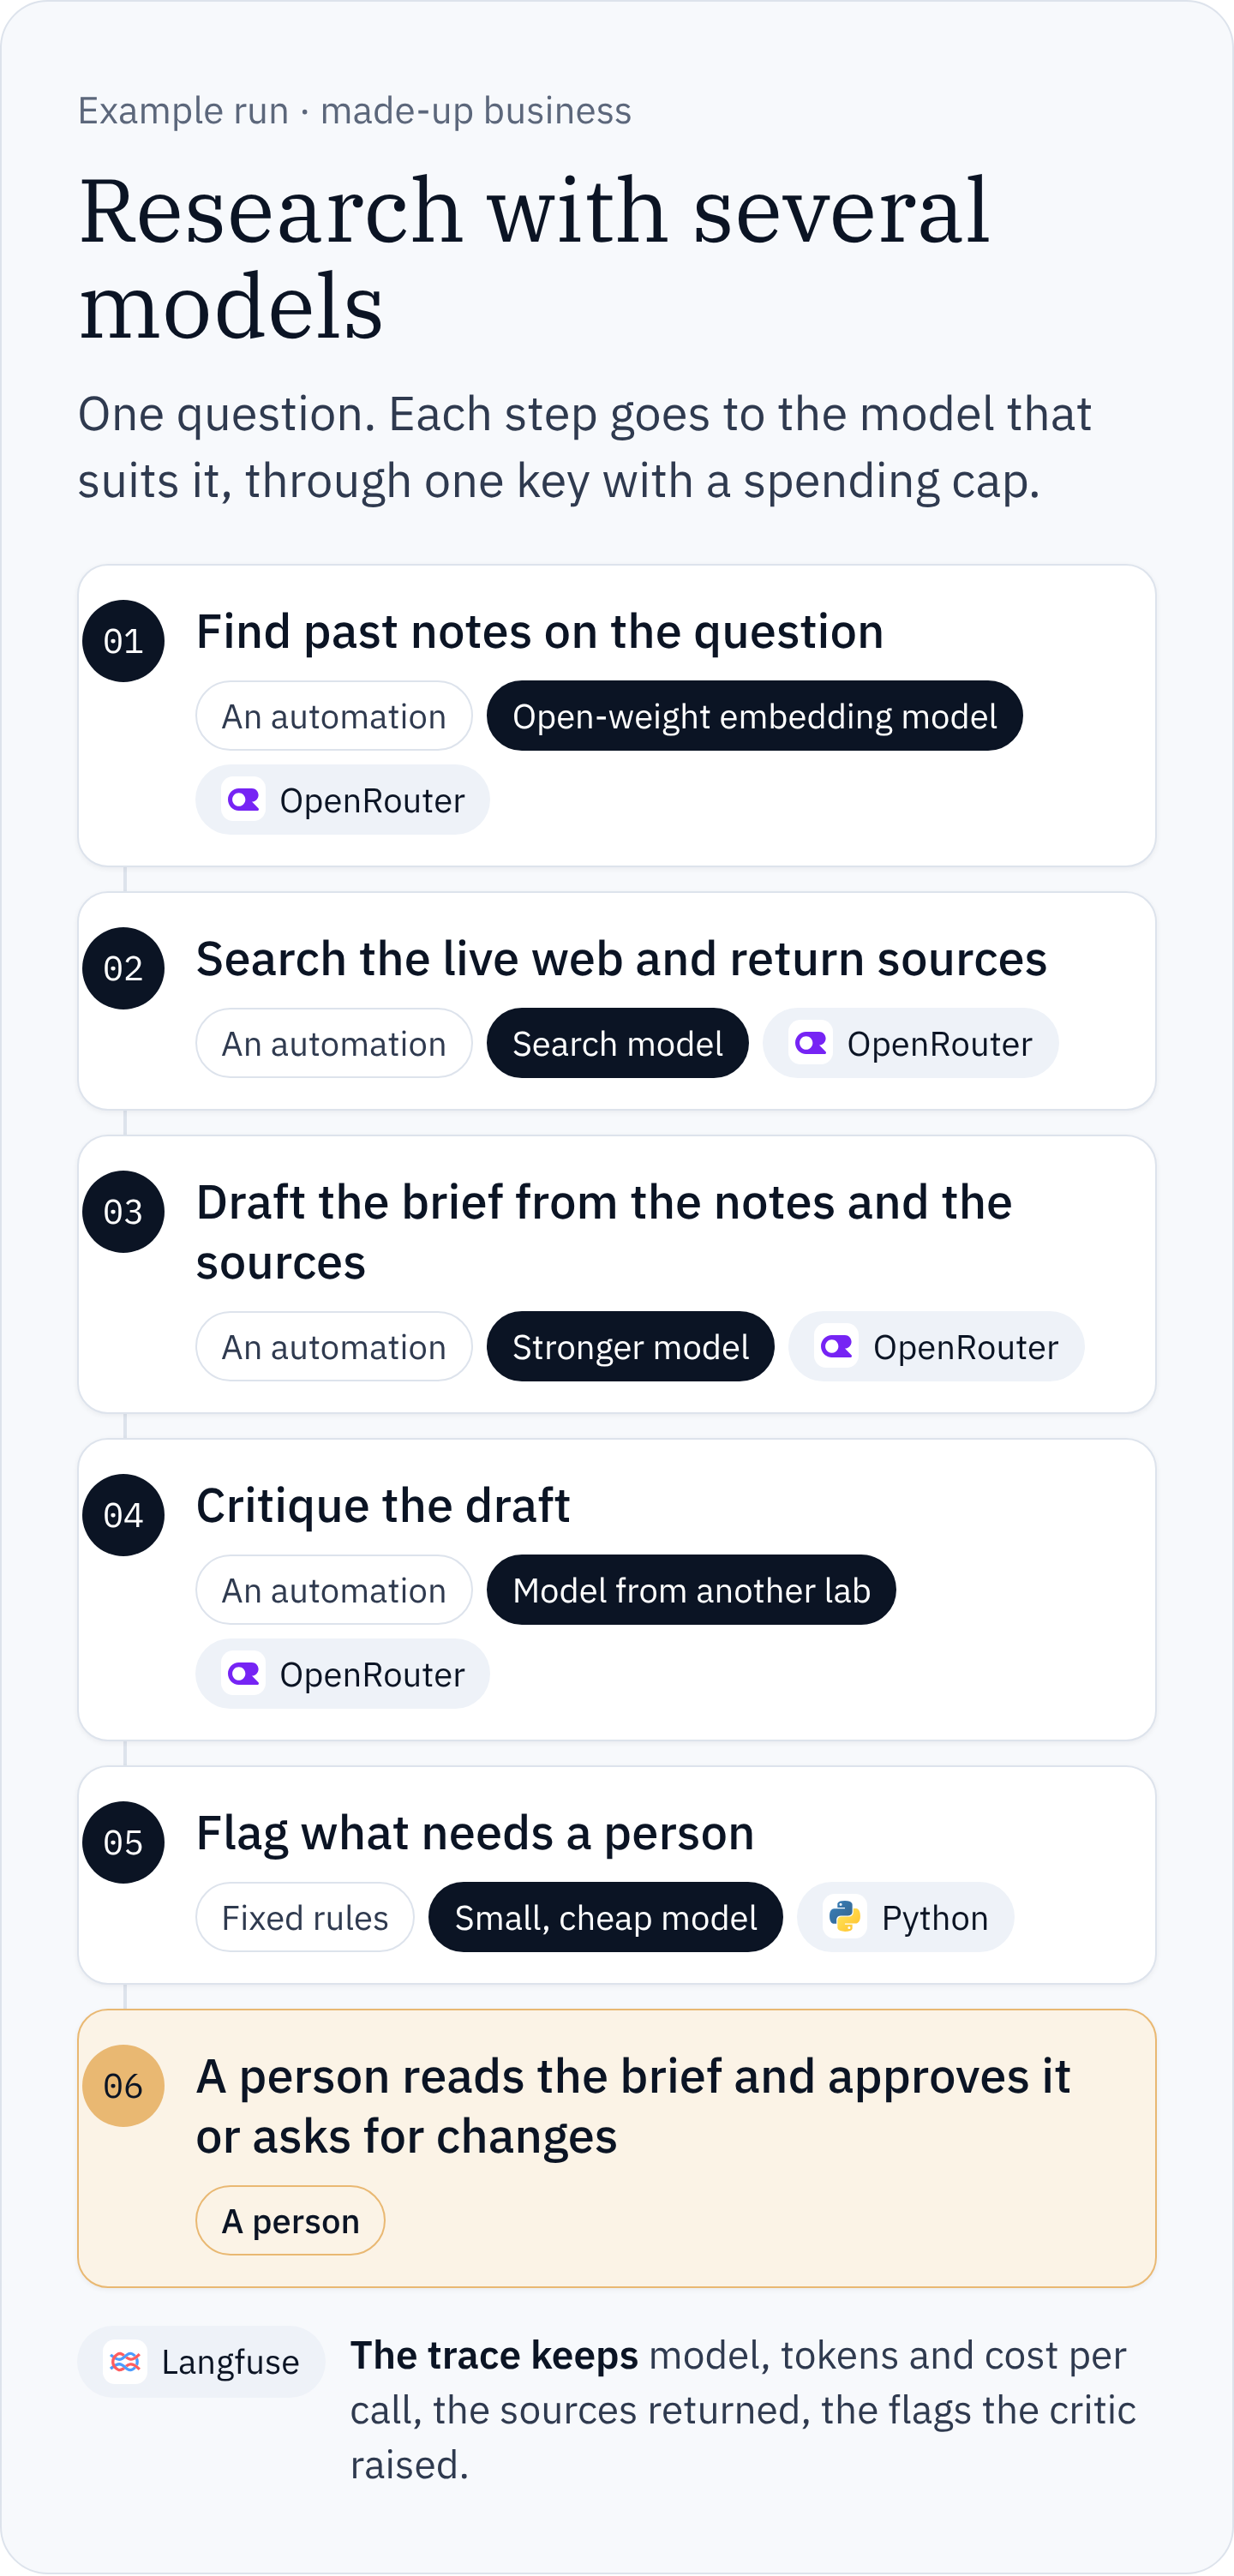 Example run · made-up business
Research with several
models
One question. Each step goes to the model that
suits it, through one key with a spending cap.
01
Find past notes on the question
An automation
Open-weight embedding model
OpenRouter
02
Search the live web and return sources
An automation
Search model
OpenRouter
03
Draft the brief from the notes and the
sources
An automation
Stronger model
OpenRouter
04
Critique the draft
An automation
Model from another lab
OpenRouter
05
Flag what needs a person
Fixed rules
Small, cheap model
Python
06
A person reads the brief and approves it
or asks for changes
A person
Langfuse
The trace keeps model, tokens and cost per
call, the sources returned, the flags the critic
raised.